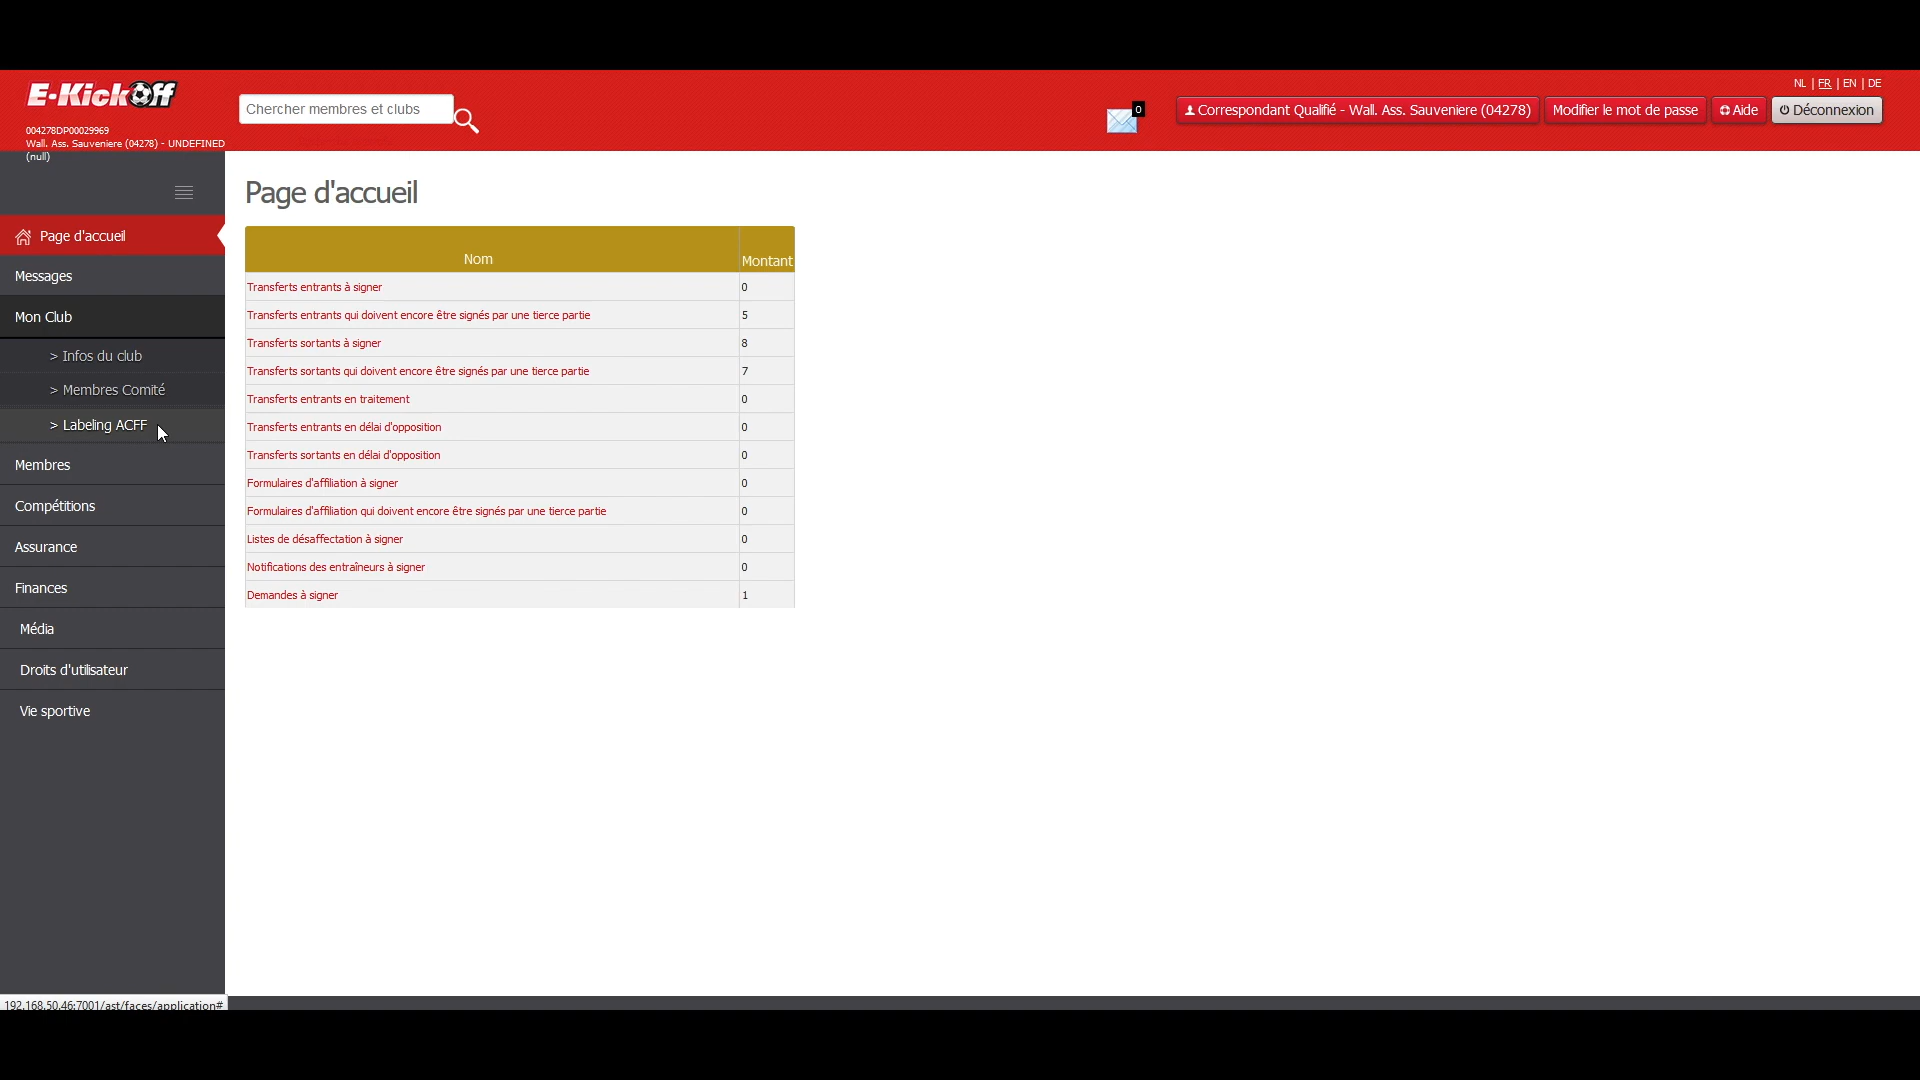 E-Kickoff
004278DP00029969
Wall. Ass. Sauveniere (04278) - UNDEFINED
(null)
Chercher membres et clubs
0
NL | FR | EN | DE
Correspondant Qualifié - Wall. Ass. Sauveniere (04278)
Modifier le mot de passe
Aide
Déconnexion
Page d'accueil
Messages
Mon Club
> Infos du club
> Membres Comité
> Labeling ACFF
Membres
Compétitions
Assurance
Finances
Média
Droits d'utilisateur
Vie sportive
Page d'accueil
Nom Montant
Transferts entrants à signer 0
Transferts entrants qui doivent encore être signés par une tierce partie 5
Transferts sortants à signer 8
Transferts sortants qui doivent encore être signés par une tierce partie 7
Transferts entrants en traitement 0
Transferts entrants en délai d'opposition 0
Transferts sortants en délai d'opposition 0
Formulaires d'affiliation à signer 0
Formulaires d'affiliation qui doivent encore être signés par une tierce partie 0
Listes de désaffectation à signer 0
Notifications des entraîneurs à signer 0
Demandes à signer 1
192.168.50.46:7001/ast/faces/application#